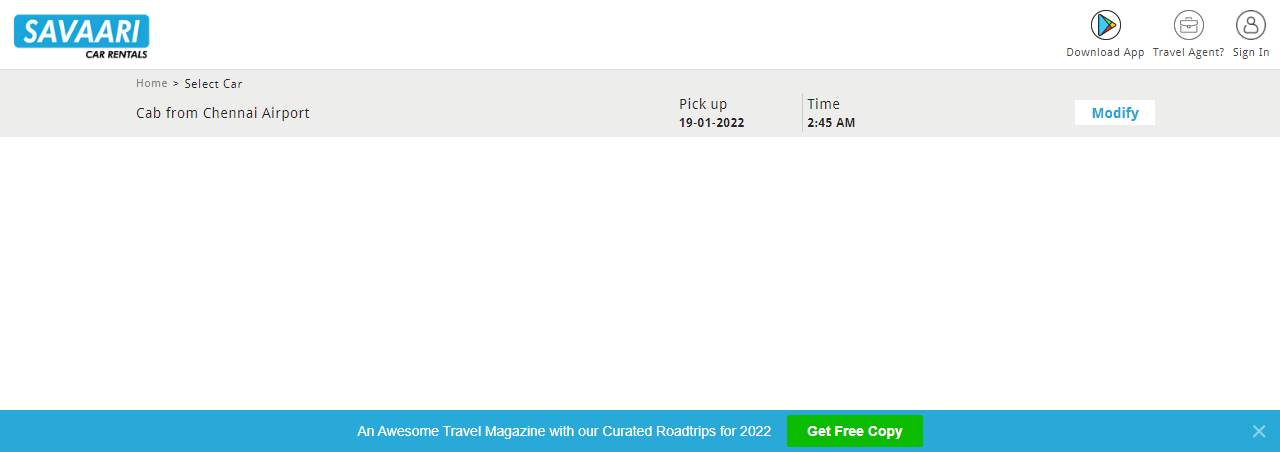 SAVAARI
CAR RENTALS
Download App
Travel Agent?
Sign In
Home > Select Car
Cab from Chennai Airport
Pick up
19-01-2022
Time
2:45 AM
Modify
An Awesome Travel Magazine with our Curated Roadtrips for 2022
Get Free Copy